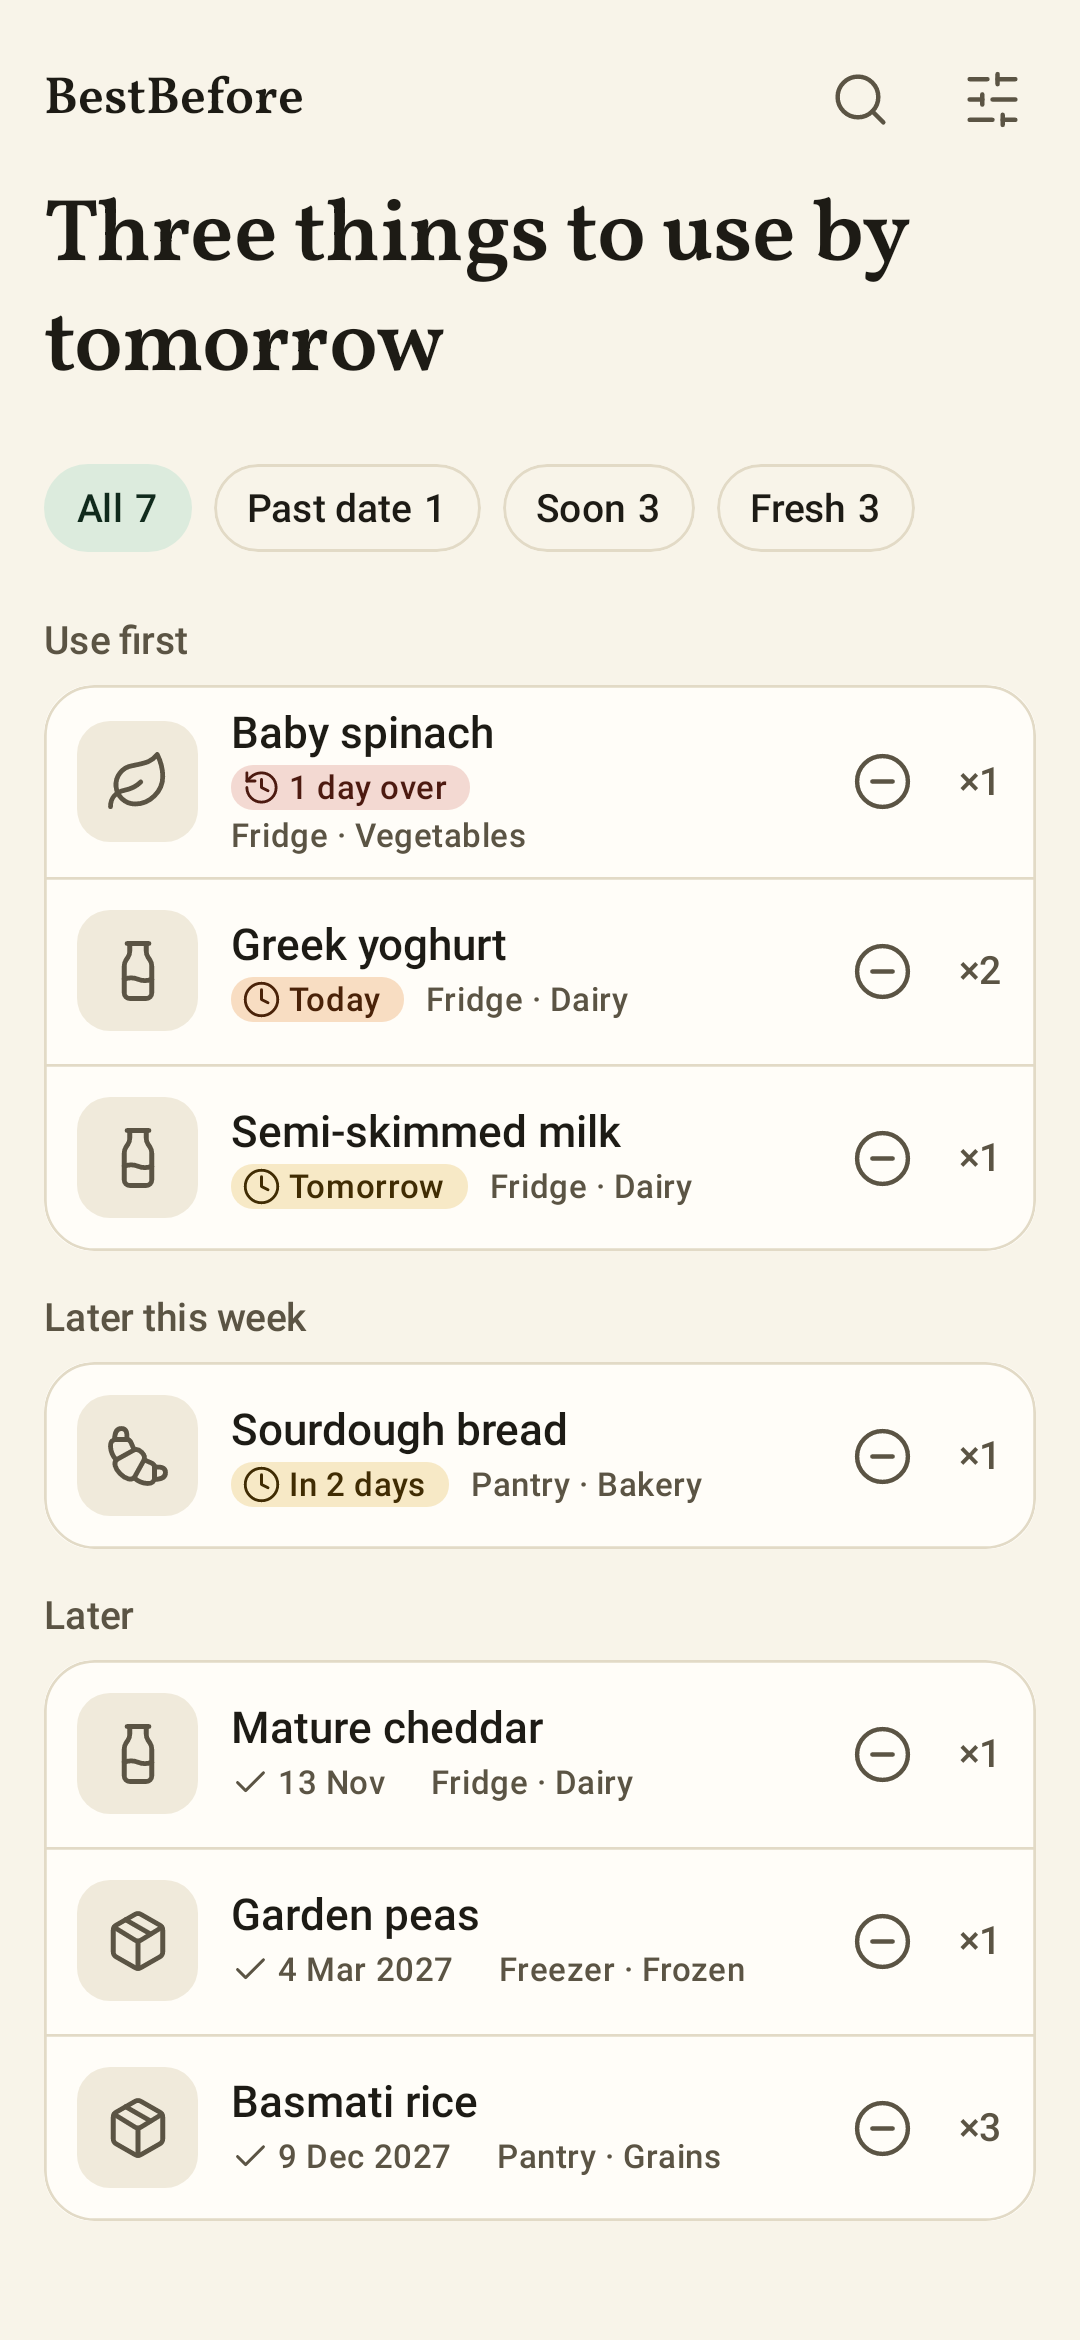 BestBefore
Three things to use by
tomorrow
All 7
Past date 1
Soon 3
Fresh 3
Use first
Baby spinach
1 day over
Fridge · Vegetables
×1
Greek yoghurt
Today
Fridge · Dairy
×2
Semi-skimmed milk
Tomorrow
Fridge · Dairy
×1
Later this week
Sourdough bread
In 2 days
Pantry · Bakery
×1
Later
Mature cheddar
13 Nov
Fridge · Dairy
×1
Garden peas
4 Mar 2027
Freezer · Frozen
×1
Basmati rice
9 Dec 2027
Pantry · Grains
×3